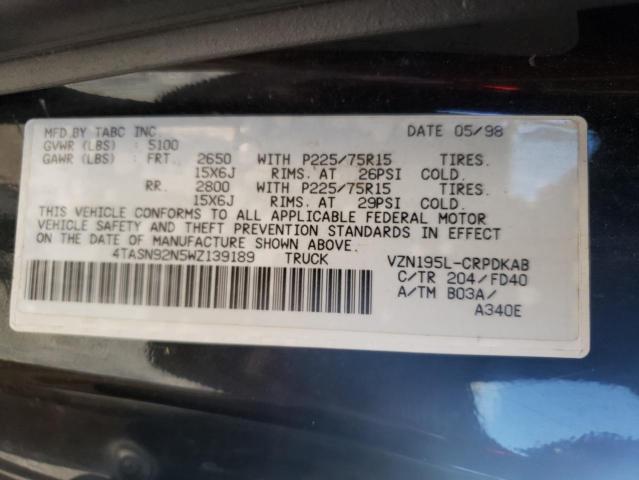 MFD.BY TABC INC. DATE 05/98
GVWR (LBS) : 5100
GAWR (LBS) : FRT. 2650 WITH P225/75R15 TIRES.
15X6J RIMS. AT 26PSI COLD.
RR. 2800 WITH P225/75R15 TIRES.
15X6J RIMS. AT 29PSI COLD.
THIS VEHICLE CONFORMS TO ALL APPLICABLE FEDERAL MOTOR
VEHICLE SAFETY AND THEFT PREVENTION STANDARDS IN EFFECT
ON THE DATE OF MANUFACTURE SHOWN ABOVE.
4TASN92N5WZ139189 TRUCK VZN195L-CRPDKAB
C/TR 204/FD40
A/TM B03A/
A340E